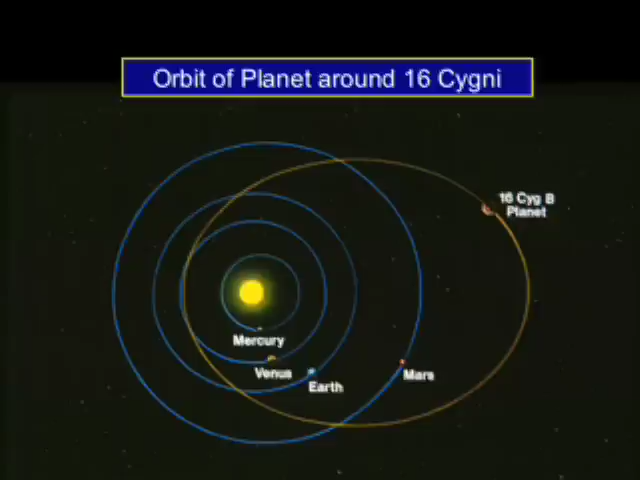 Orbit of Planet around 16 Cygni
16 Cyg B
Planet
Mercury
Venus
Earth
Mars